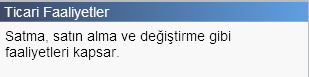 Ticari Faaliyetler
Satma, satın alma ve değiştirme gibi
faaliyetleri kapsar.